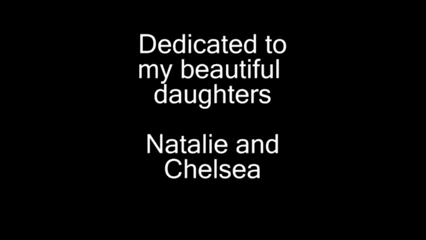 Dedicated to
my beautiful
daughters
Natalie and
Chelsea